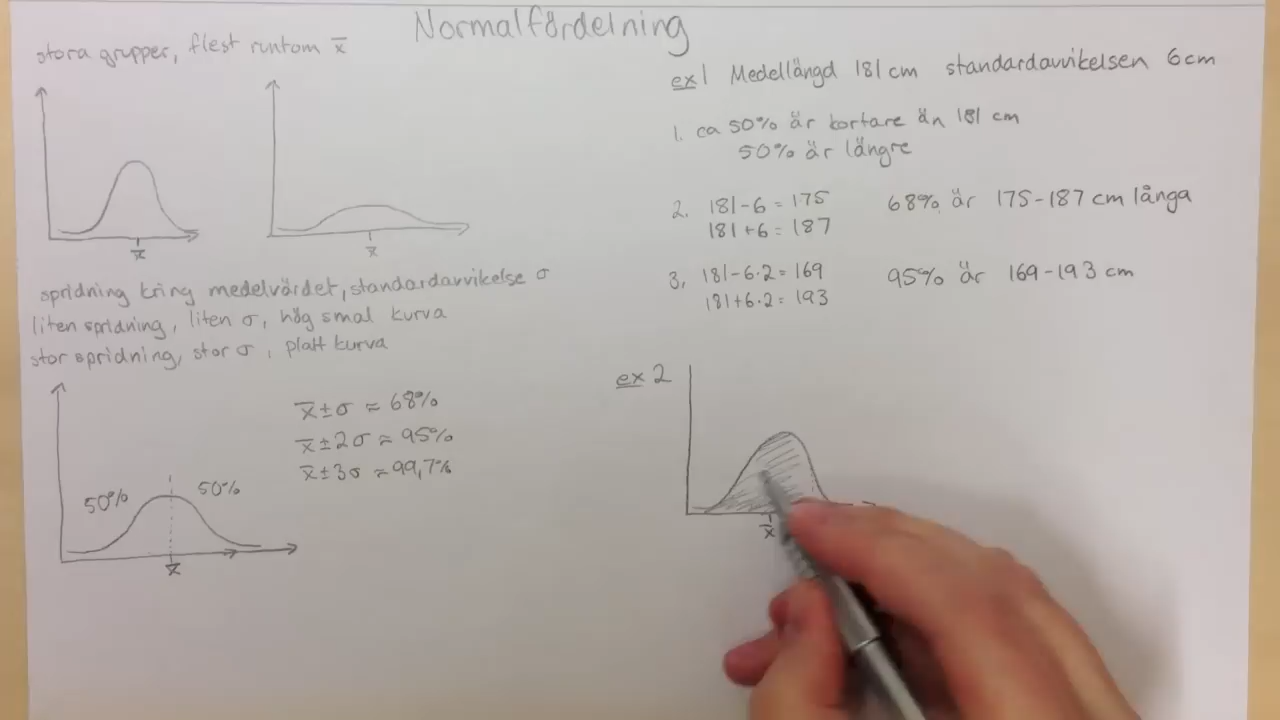 Normalfördelning
stora grupper, flest runtom x̄
x̄
x̄
spridning kring medelvärdet, standardavvikelse σ
liten spridning, liten σ, hög smal kurva
stor spridning, stor σ, platt kurva
50% 50%
x̄
x̄±σ ≈ 68%
x̄±2σ ≈ 95%
x̄±3σ ≈ 99,7%
ex1 Medellängd 181 cm standardavvikelsen 6cm
1. ca 50% är kortare än 181 cm
50% är längre
2. 181-6 = 175 68% är 175-187 cm långa
181+6 = 187
3. 181-6·2 = 169 95% är 169-193 cm
181+6·2 = 193
ex 2
x̄